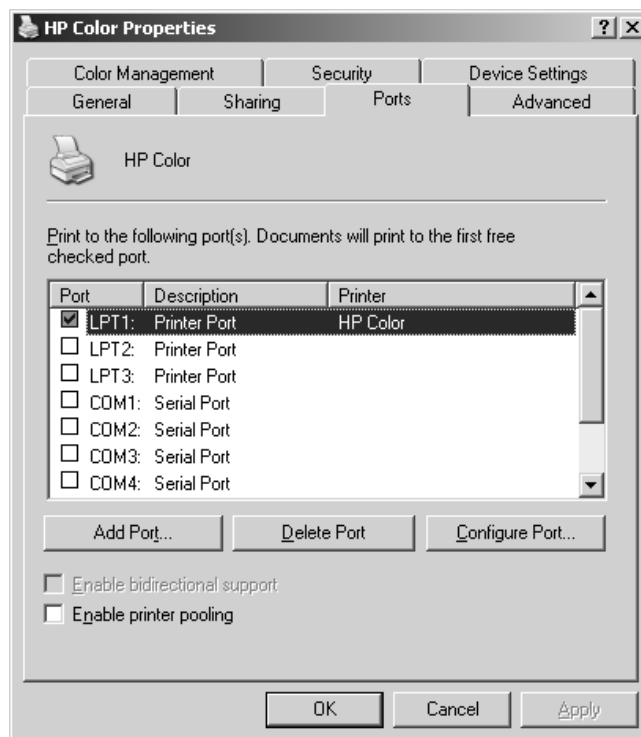 HP Color Properties
Color Management Security Device Settings
General Sharing Ports Advanced
HP Color
Print to the following port(s). Documents will print to the first free
checked port.
Port Description Printer
LPT1: Printer Port HP Color
LPT2: Printer Port
LPT3: Printer Port
COM1: Serial Port
COM2: Serial Port
COM3: Serial Port
COM4: Serial Port
Add Port... Delete Port Configure Port...
Enable bidirectional support
Enable printer pooling
OK Cancel Apply